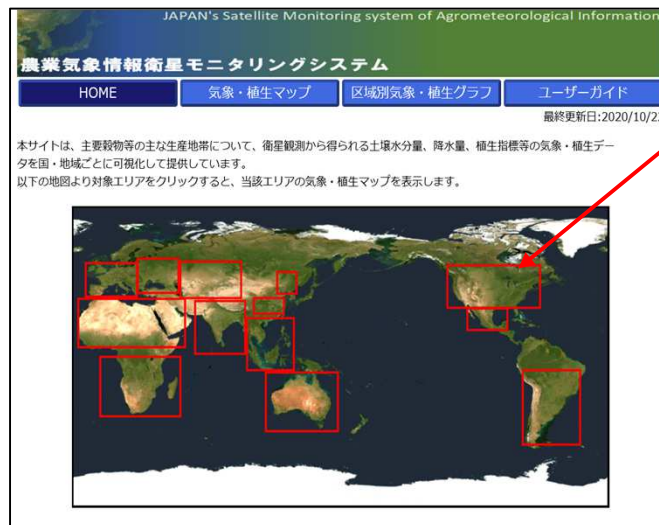 JAPAN's Satellite Monitoring system of Agrometeorological Information
農業気象情報衛星モニタリングシステム
HOME
気象・植生マップ
区域別気象・植生グラフ
ユーザーガイド
最終更新日:2020/10/2
本サイトは、主要穀物等の主な生産地帯について、衛星観測から得られる土壌水分量、降水量、植生指標等の気象・植生デー
タを国・地域ごとに可視化して提供しています。
以下の地図より対象エリアをクリックすると、当該エリアの気象・植生マップを表示します。